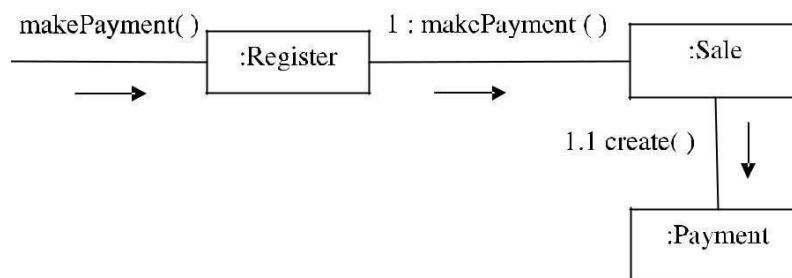 makePayment( )
1 : makePayment ( )
:Register
:Sale
1.1 create( )
:Payment